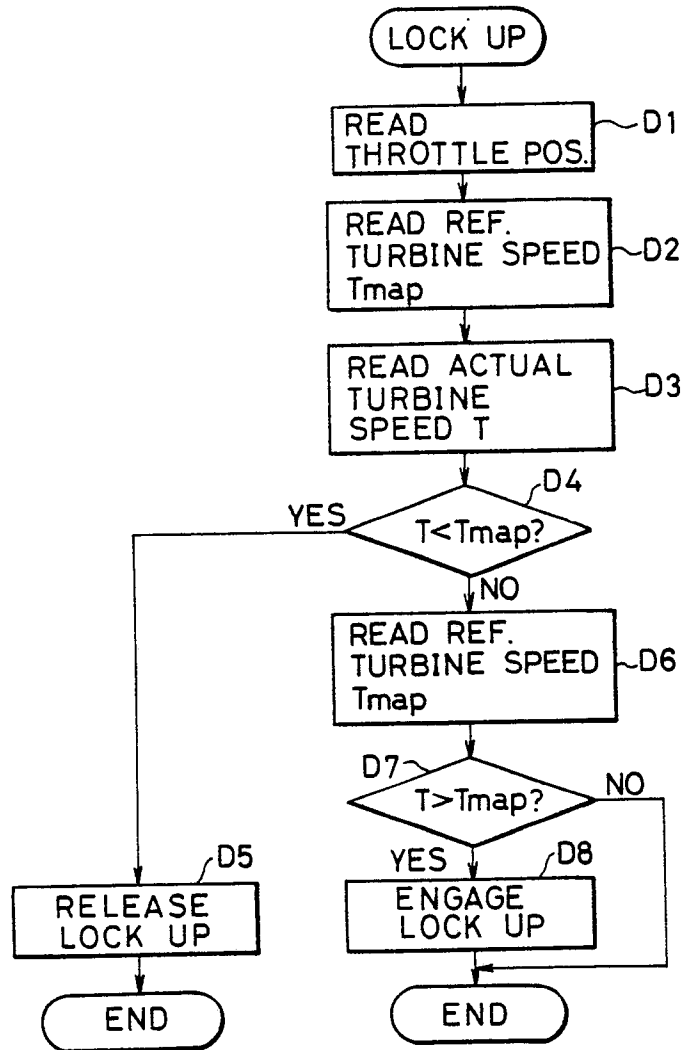 LOCK UP
READ
THROTTLE POS.
D1
READ REF.
TURBINE SPEED
Tmap
D2
READ ACTUAL
TURBINE
SPEED T
D3
D4
YES
T<Tmap?
NO
READ REF.
TURBINE SPEED
Tmap
D6
D7
T>Tmap?
NO
YES
D5
RELEASE
LOCK UP
D8
ENGAGE
LOCK UP
END
END